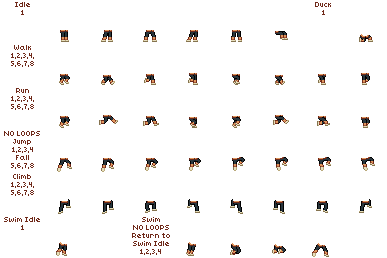 Idle
1
Duck
1
Walk
1,2,3,4,
5,6,7,8
Run
1,2,3,4,
5,6,7,8
NO LOOPS
Jump
1,2,3,4
Fall
5,6,7,8
Climb
1,2,3,4,
5,6,7,8
Swim Idle
1
Swim
NO LOOPS
Return to
Swim Idle
1,2,3,4